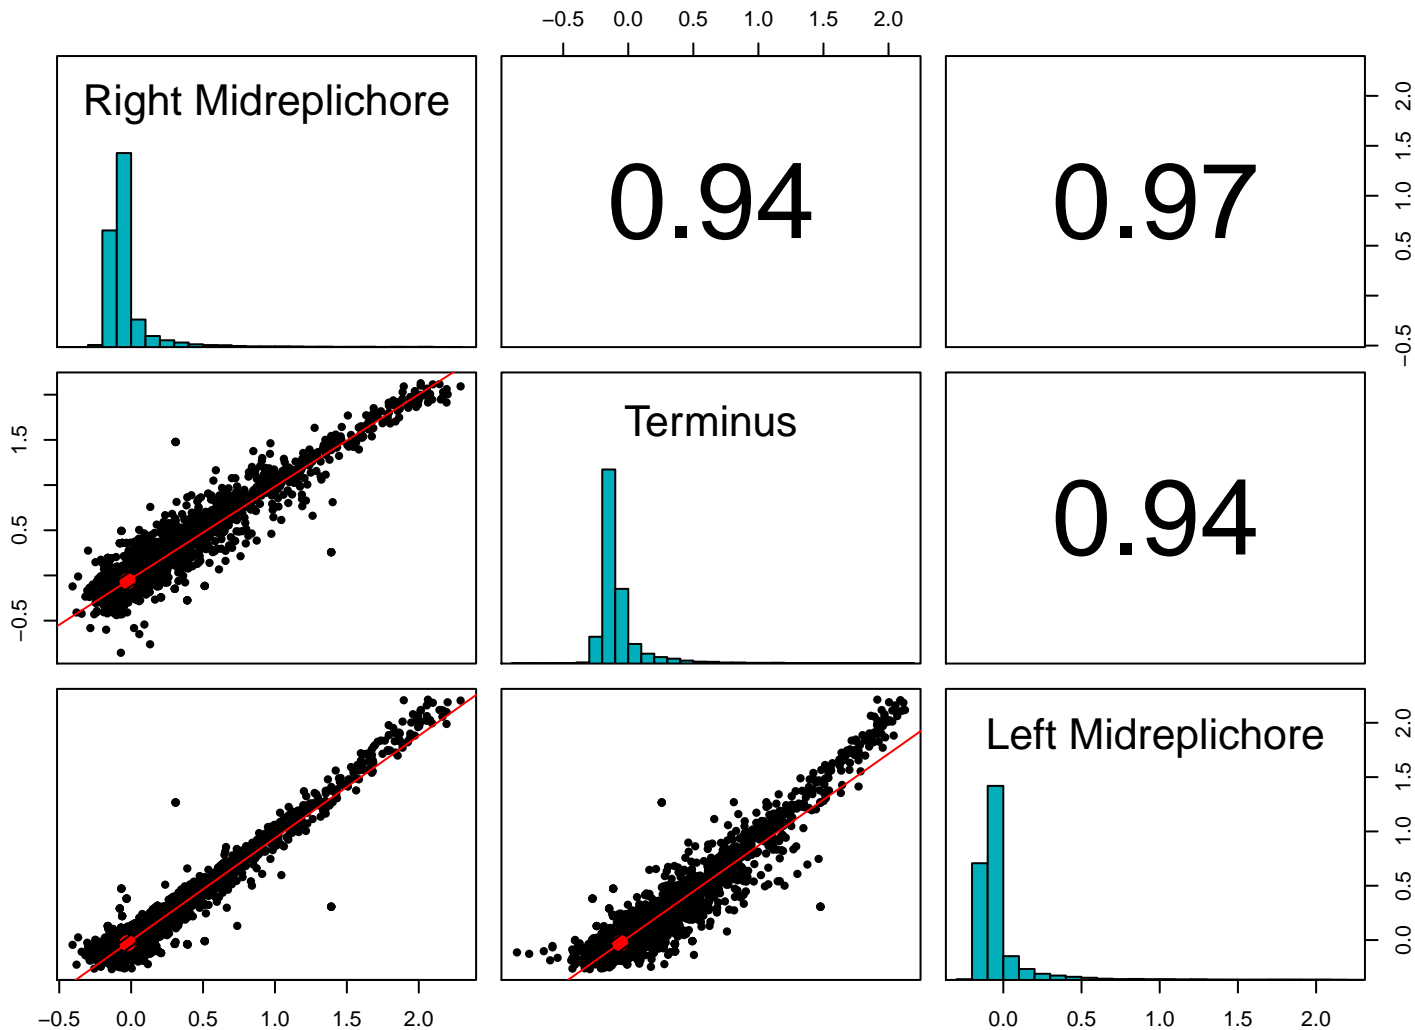 −0.5 0.0 0.5 1.0 1.5 2.0
Right Midreplichore
0.94
0.97
−0.5 0.5 1.0 1.5 2.0
−0.5 0.5 1.5
Terminus
0.94
Left Midreplichore
0.0 0.5 1.0 1.5 2.0
−0.5 0.0 0.5 1.0 1.5 2.0
0.0 0.5 1.0 1.5 2.0